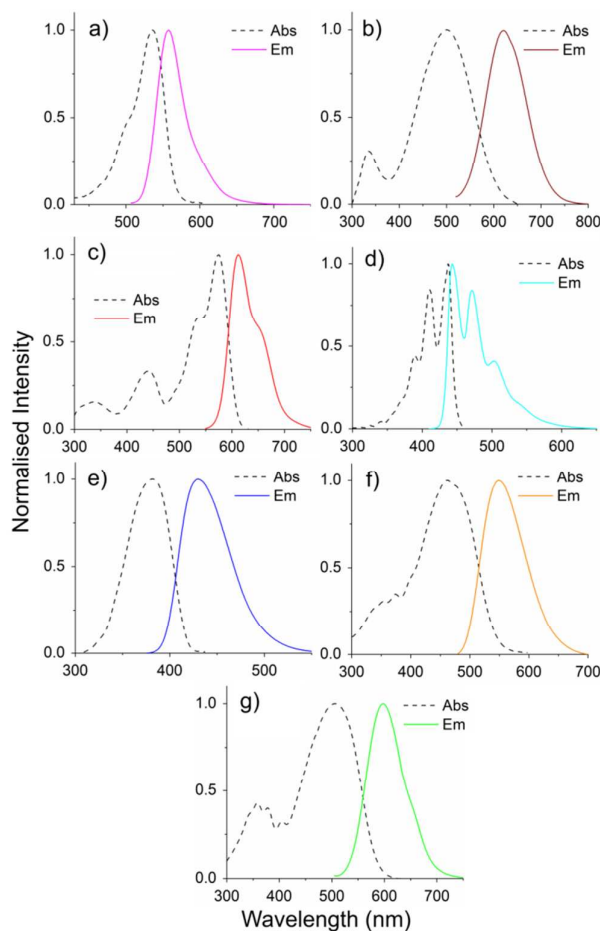 a)
Abs
Em
1.0
0.5
0.0
500 600 700
b)
Abs
Em
1.0
0.5
0.0
300 400 500 600 700 800
c)
Abs
Em
1.0
0.5
0.0
300 400 500 600 700
d)
Abs
Em
1.0
0.5
0.0
300 400 500 600
Normalised Intensity
e)
Abs
Em
1.0
0.5
0.0
300 400 500
f)
Abs
Em
1.0
0.5
0.0
300 400 500 600 700
g)
Abs
Em
1.0
0.5
0.0
300 400 500 600 700
Wavelength (nm)